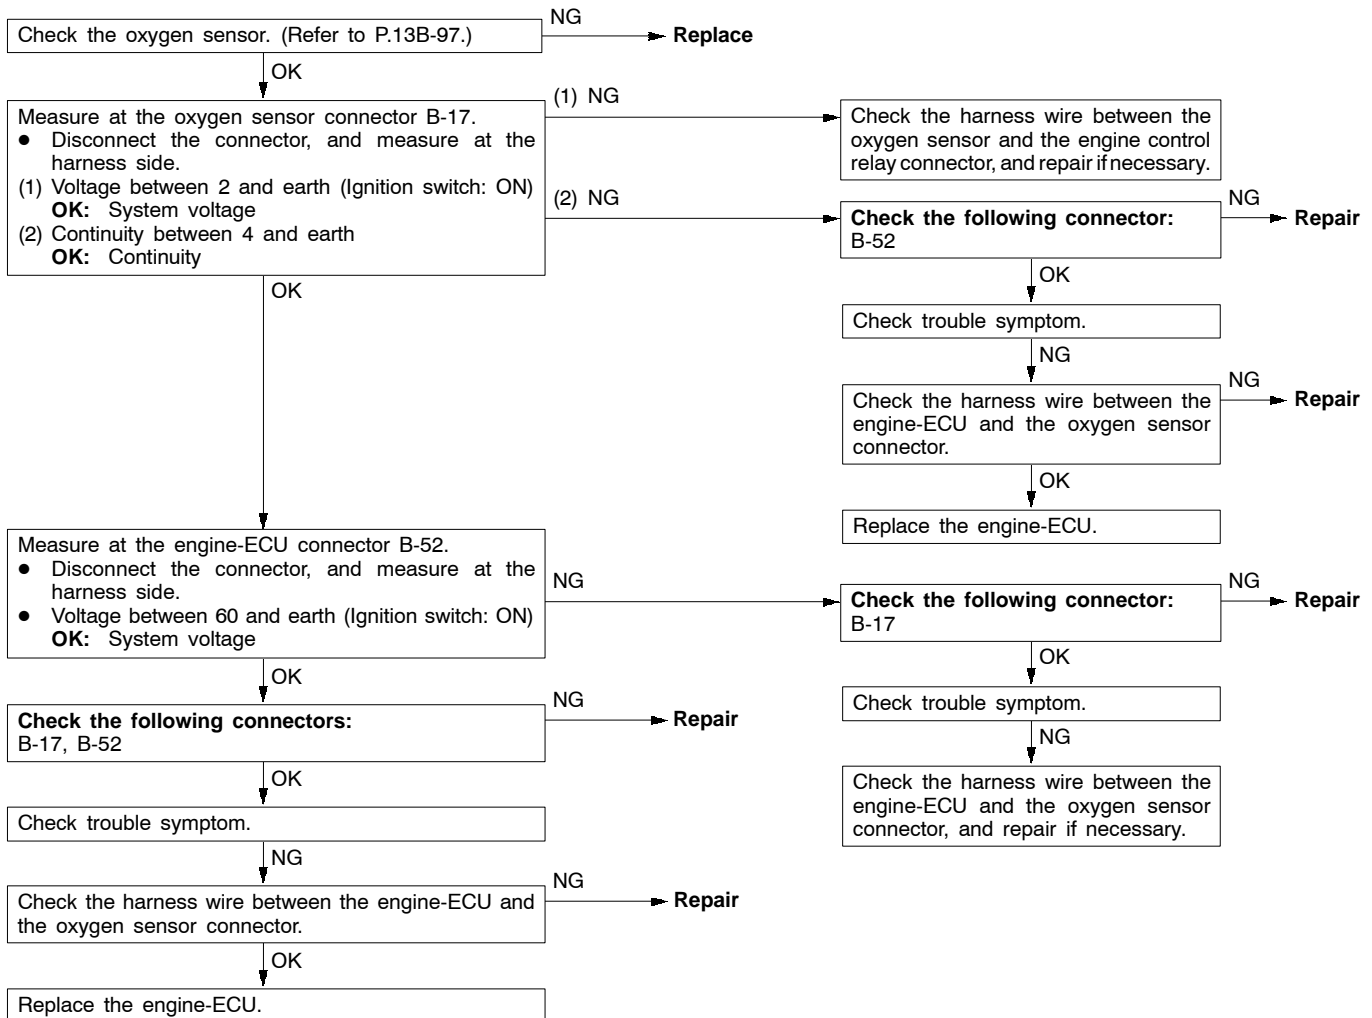 Check the oxygen sensor. (Refer to P.13B-97.)
NG
Replace
OK
Measure at the oxygen sensor connector B-17.
● Disconnect the connector, and measure at the
harness side.
(1) Voltage between 2 and earth (Ignition switch: ON)
OK: System voltage
(2) Continuity between 4 and earth
OK: Continuity
(1) NG
Check the harness wire between the
oxygen sensor and the engine control
relay connector, and repair if necessary.
(2) NG
Check the following connector:
B-52
NG
Repair
OK
Check trouble symptom.
NG
Check the harness wire between the
engine-ECU and the oxygen sensor
connector.
NG
Repair
OK
Replace the engine-ECU.
OK
Measure at the engine-ECU connector B-52.
● Disconnect the connector, and measure at the
harness side.
● Voltage between 60 and earth (Ignition switch: ON)
OK: System voltage
NG
Check the following connector:
B-17
NG
Repair
OK
Check trouble symptom.
NG
Check the harness wire between the
engine-ECU and the oxygen sensor
connector, and repair if necessary.
OK
Check the following connectors:
B-17, B-52
NG
Repair
OK
Check trouble symptom.
NG
Check the harness wire between the engine-ECU and
the oxygen sensor connector.
NG
Repair
OK
Replace the engine-ECU.